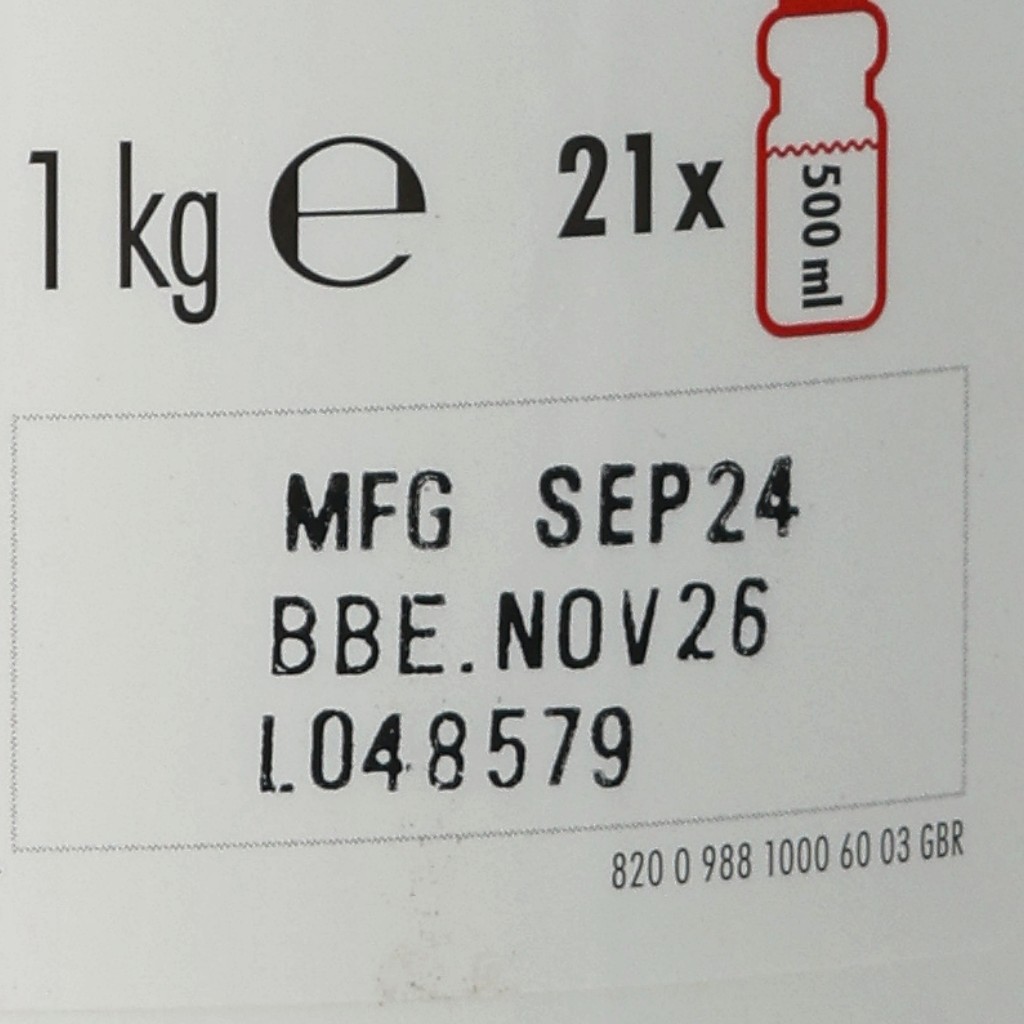 1 kg ℮ 21x 500 ml
MFG SEP24
BBE.NOV26
L048579
820 0 988 1000 60 03 GBR